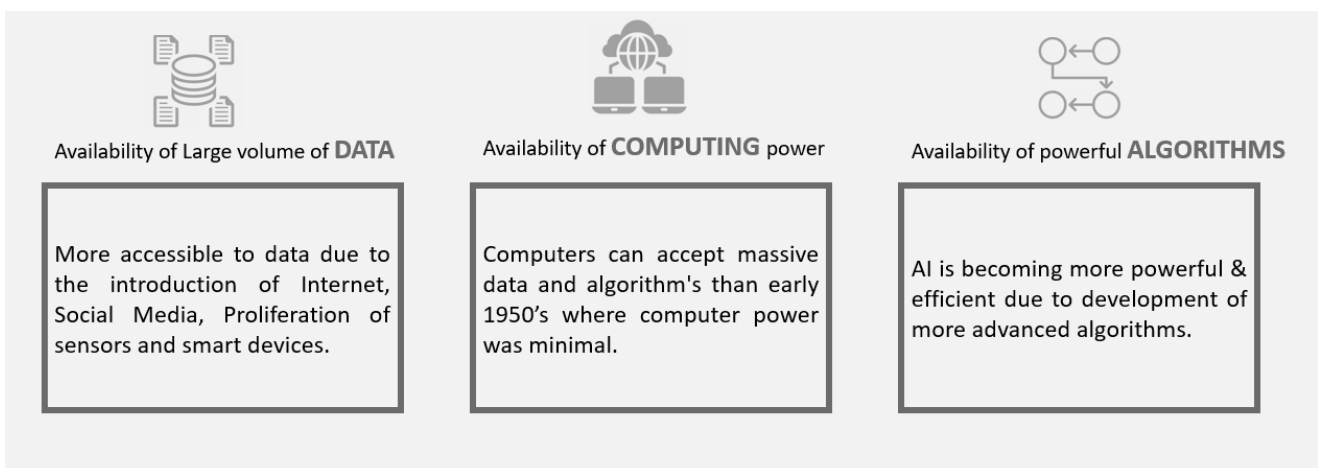 Availability of Large volume of DATA
More accessible to data due to
the introduction of Internet,
Social Media, Proliferation of
sensors and smart devices.
Availability of COMPUTING power
Computers can accept massive
data and algorithm's than early
1950’s where computer power
was minimal.
Availability of powerful ALGORITHMS
AI is becoming more powerful &
efficient due to development of
more advanced algorithms.